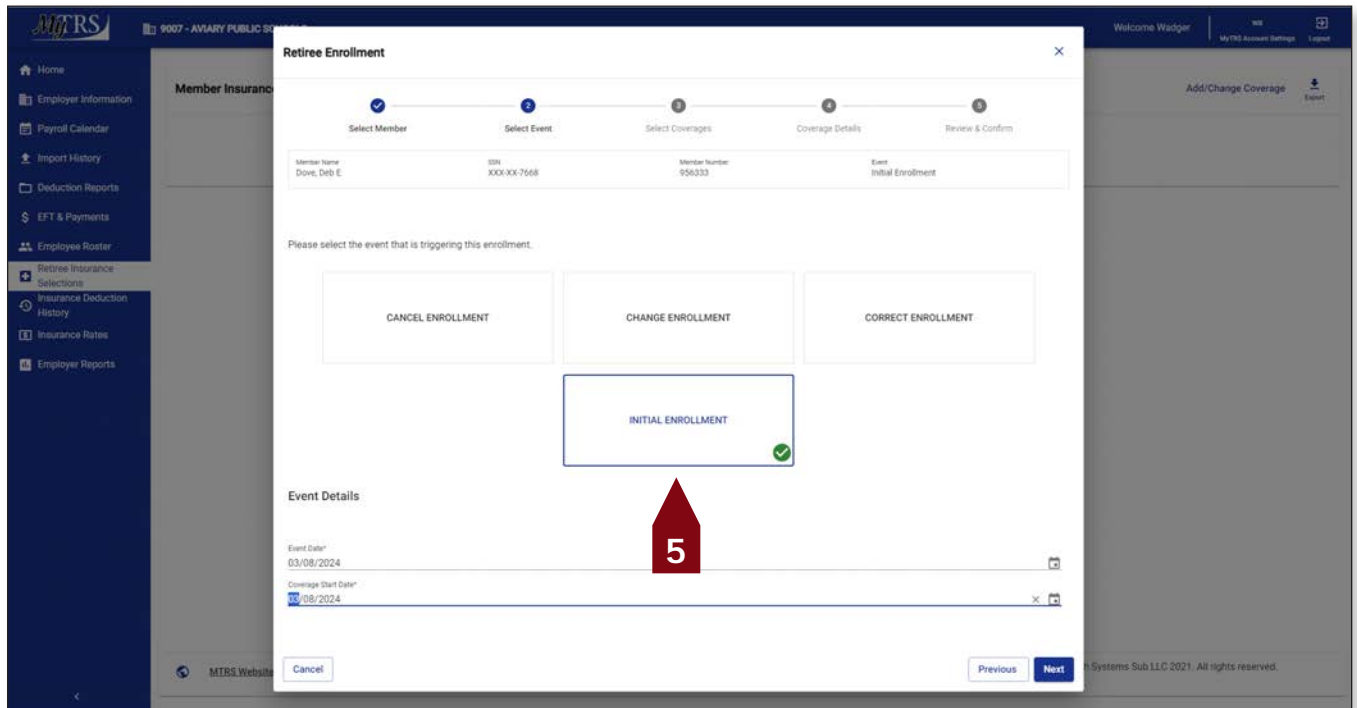 MyTRS
9007 - AVIARY PUBLIC
Welcome Wadger
WB
MyTRS Account Settings
Logout
Home
Employer Information
Payroll Calendar
Import History
Deduction Reports
$ EFT & Payments
Employee Roster
Retiree Insurance
Selections
Insurance Deduction
History
Insurance Rates
Employer Reports
Member Insuranc
Add/Change Coverage
Export
Retiree Enrollment
2
3
4
5
Select Member
Select Event
Select Coverages
Coverage Details
Review & Confirm
Member Name
SSN
Member Number
Event
Dove, Deb E
XXX-XX-7668
956333
Initial Enrollment
Please select the event that is triggering this enrollment.
CANCEL ENROLLMENT
CHANGE ENROLLMENT
CORRECT ENROLLMENT
INITIAL ENROLLMENT
5
Event Details
Event Date*
03/08/2024
Coverage Start Date*
03/08/2024
Cancel
Previous
Next
MTRS Website
Systems Sub LLC 2021. All rights reserved.